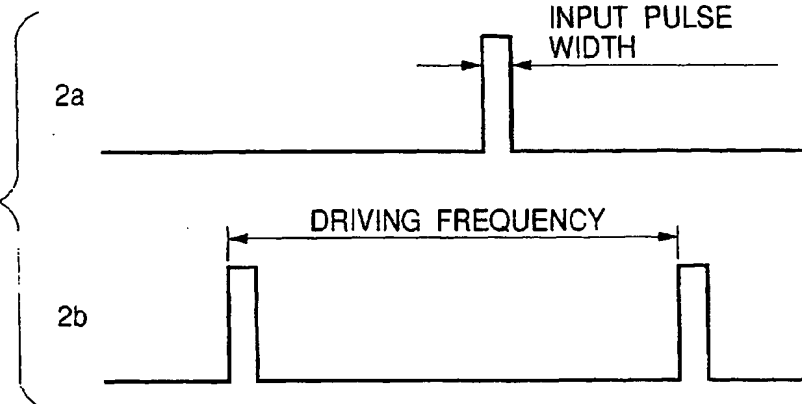 INPUT PULSE
WIDTH
2a
DRIVING FREQUENCY
2b